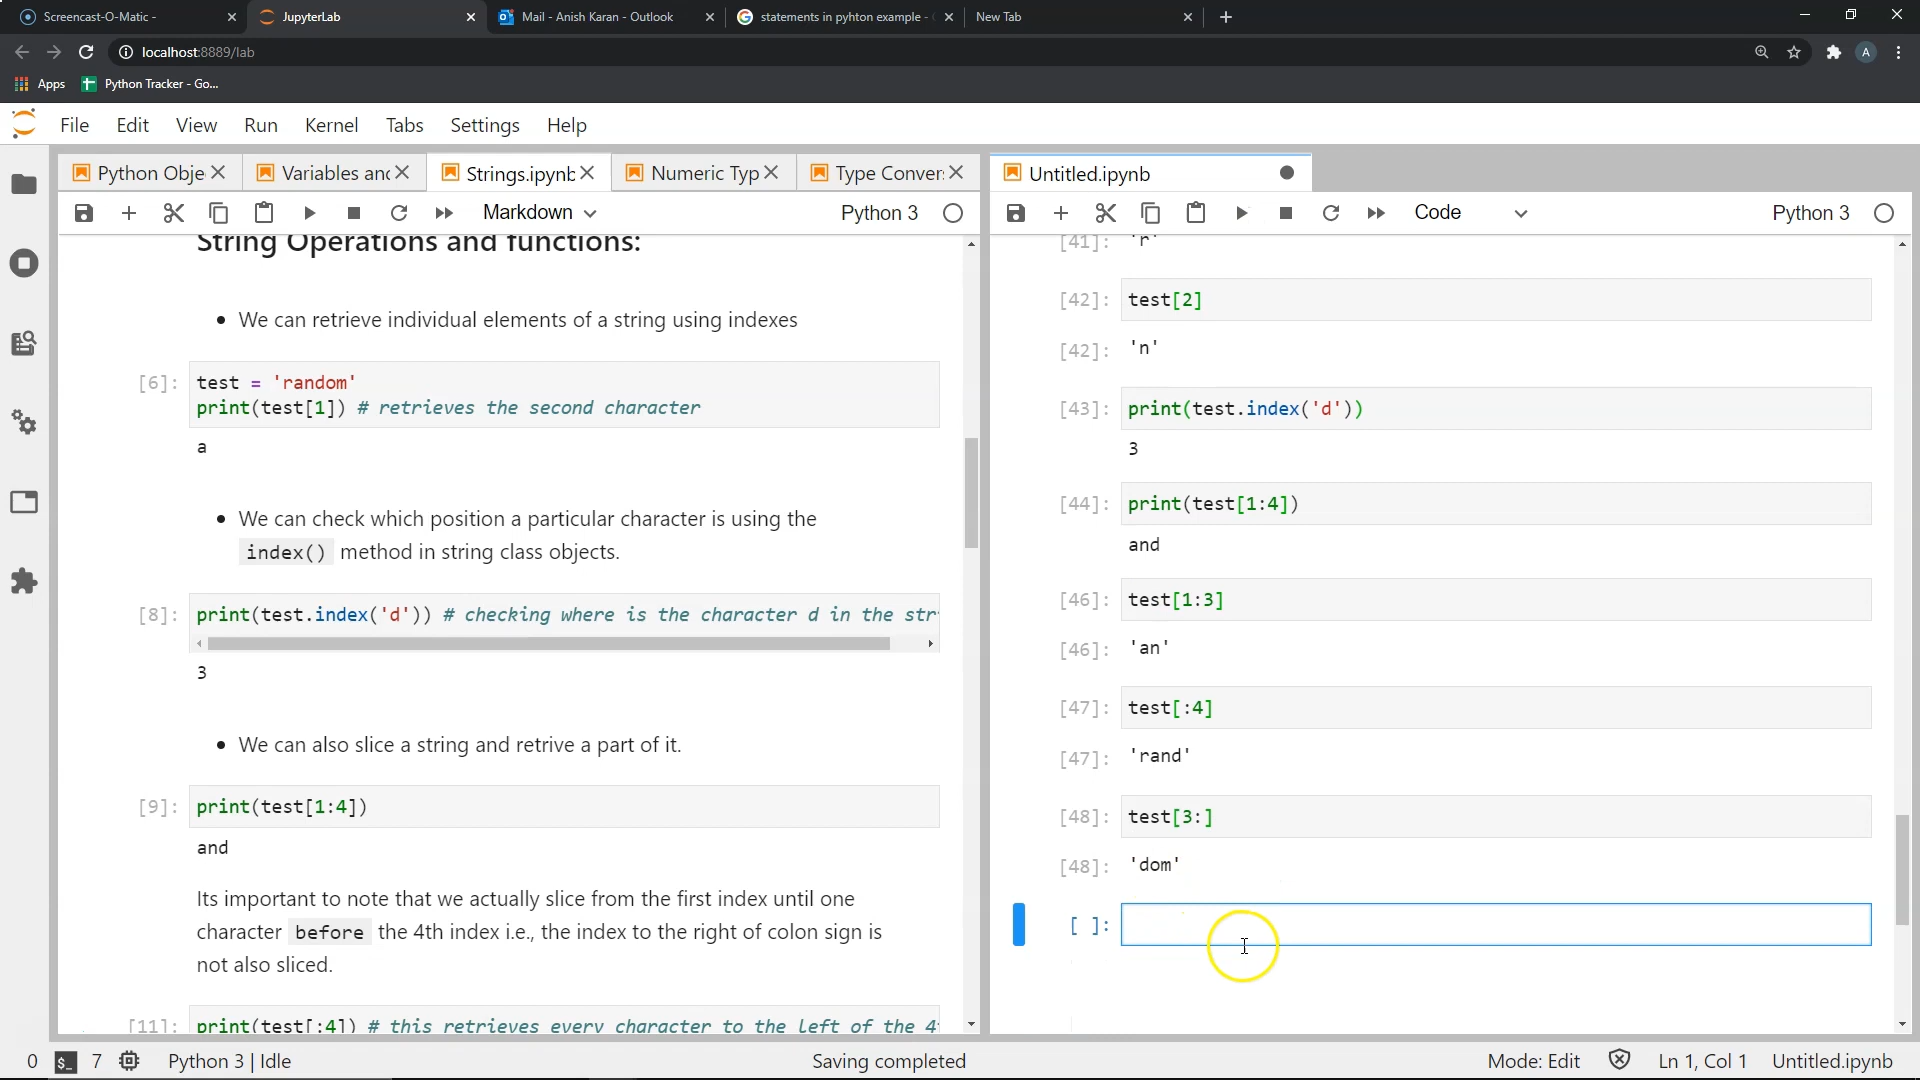 Screencast-O-Matic -
JupyterLab
Mail - Anish Karan - Outlook
statements in pyhton example -
New Tab
localhost:8889/lab
A
Apps
Python Tracker - Go...
File Edit View Run Kernel Tabs Settings Help
Python Obje
Variables and
Strings.ipynb
Numeric Typ
Type Conver
Untitled.ipynb
Markdown
Python 3
Code
Python 3
String Operations and functions:
• We can retrieve individual elements of a string using indexes
[6]: test = 'random'
print(test[1]) # retrieves the second character
a
• We can check which position a particular character is using the
index() method in string class objects.
[8]: print(test.index('d')) # checking where is the character d in the str
3
• We can also slice a string and retrive a part of it.
[9]: print(test[1:4])
and
Its important to note that we actually slice from the first index until one
character before the 4th index i.e., the index to the right of colon sign is
not also sliced.
[11]: print(test[:4]) # this retrieves every character to the left of the 4
[41]: 'r'
[42]: test[2]
[42]: 'n'
[43]: print(test.index('d'))
3
[44]: print(test[1:4])
and
[46]: test[1:3]
[46]: 'an'
[47]: test[:4]
[47]: 'rand'
[48]: test[3:]
[48]: 'dom'
[ ]:
0 $_ 7 Python 3 | Idle
Saving completed
Mode: Edit
Ln 1, Col 1
Untitled.ipynb